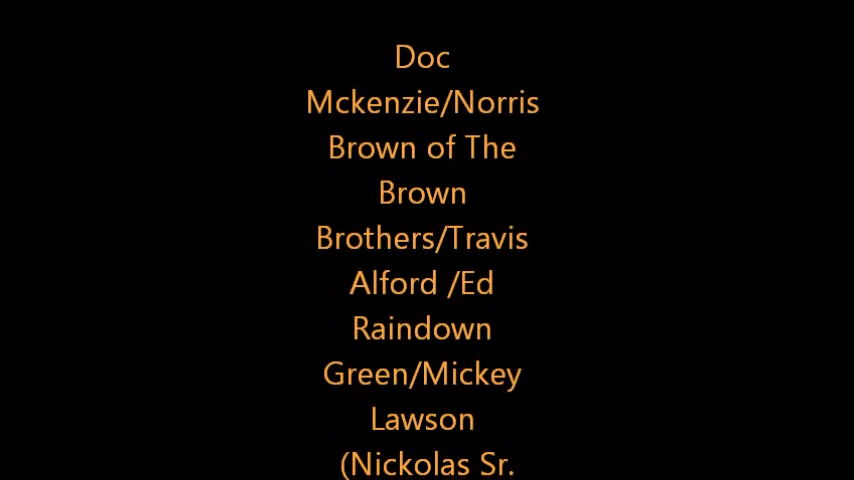 Doc
Mckenzie/Norris
Brown of The
Brown
Brothers/Travis
Alford /Ed
Raindown
Green/Mickey
Lawson
(Nickolas Sr.